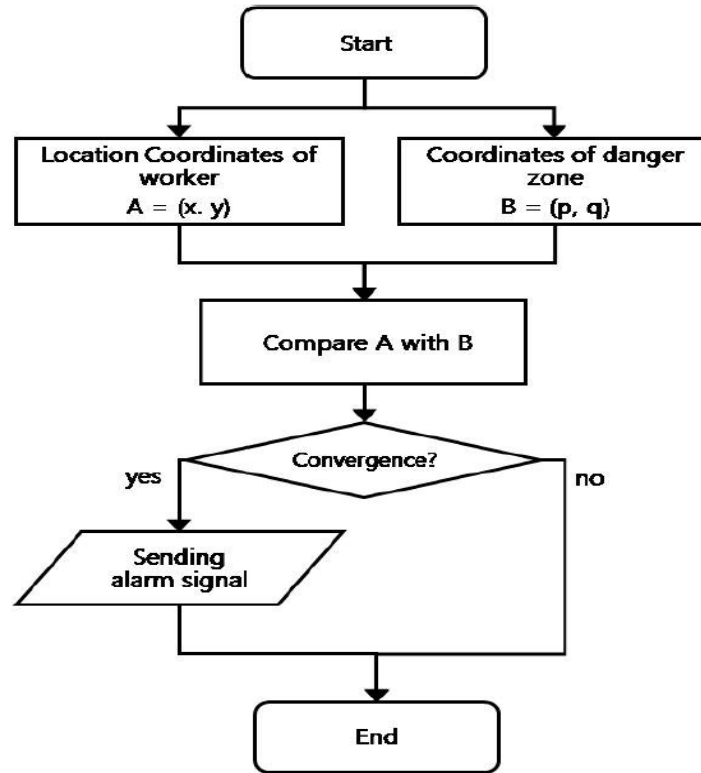 Start
Location Coordinates of
worker
A = (x. y)
Coordinates of danger
zone
B = (p, q)
Compare A with B
Convergence?
yes
no
Sending
alarm signal
End